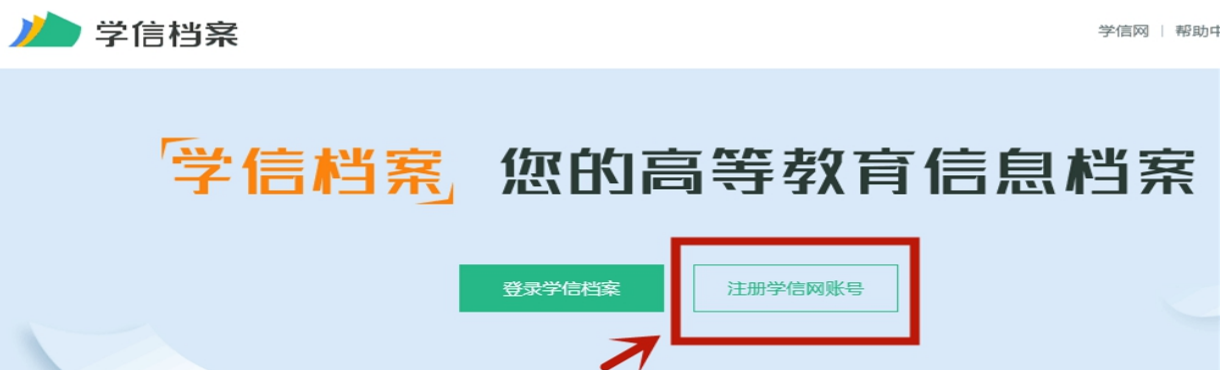 学信档案
学信网 | 帮助中
学信档案 您的高等教育信息档案
登录学信档案
注册学信网账号